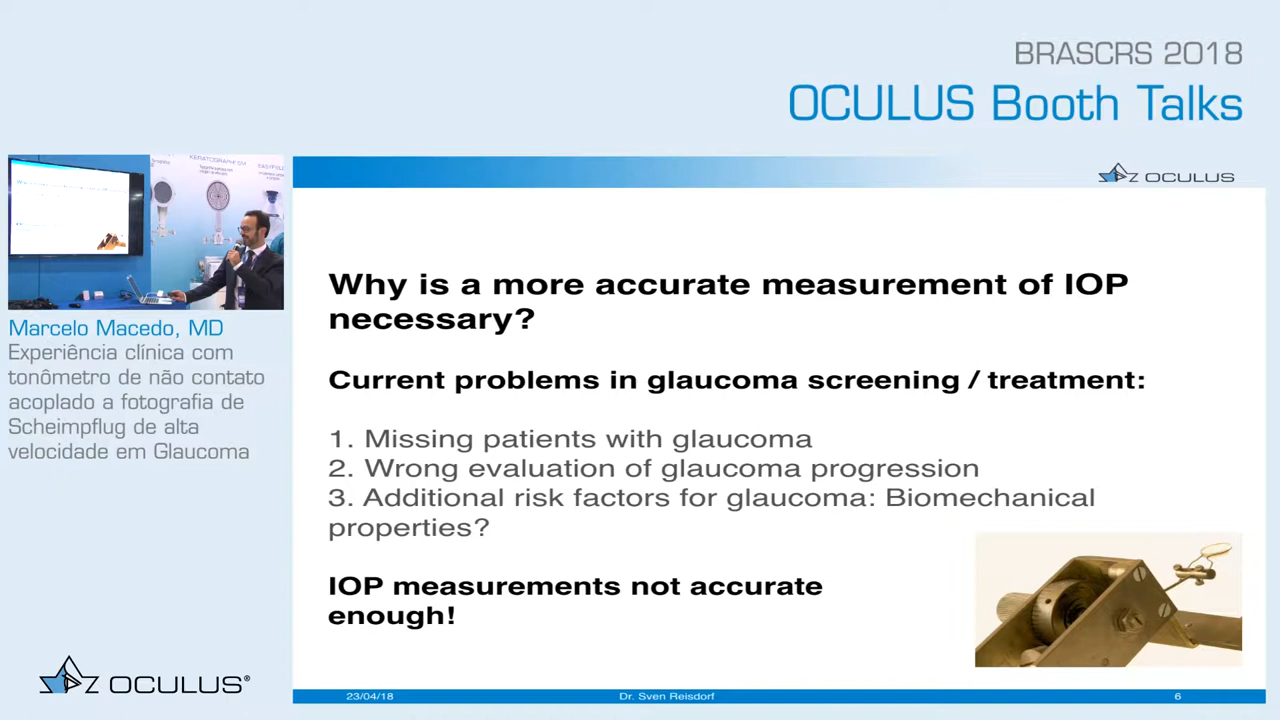 BRASCRS 2018
OCULUS Booth Talks
OCULUS
KERATOGRAPH 5M
Marcelo Macedo, MD
Experiência clínica com
tonômetro de não contato
acoplado a fotografia de
Scheimpflug de alta
velocidade em Glaucoma
Why is a more accurate measurement of IOP
necessary?
Current problems in glaucoma screening / treatment:
1. Missing patients with glaucoma
2. Wrong evaluation of glaucoma progression
3. Additional risk factors for glaucoma: Biomechanical
properties?
IOP measurements not accurate
enough!
OCULUS®
23/04/18
Dr. Sven Reisdorf
6